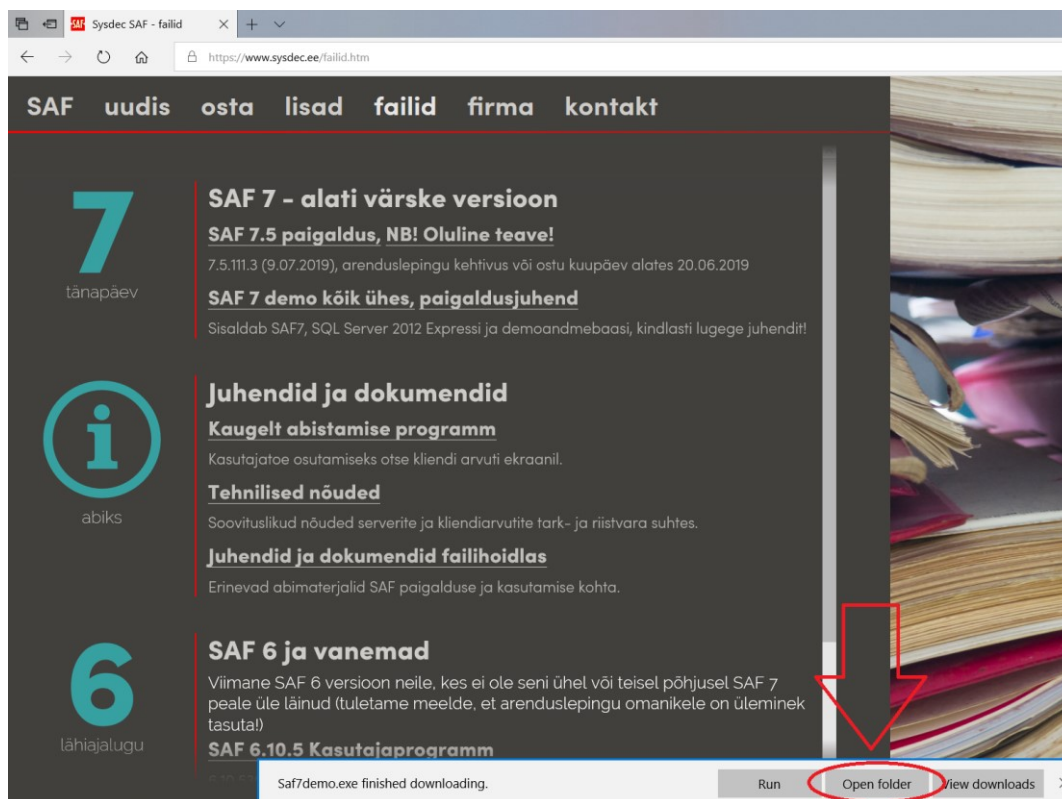 SAF Sysdec SAF - failid
https://www.sysdec.ee/failid.htm
SAF uudis osta lisad failid firma kontakt
7
tänapäev
SAF 7 - alati värske versioon
SAF 7.5 paigaldus, NB! Oluline teave!
7.5.111.3 (9.07.2019), arenduslepingu kehtivus või ostu kuupäev alates 20.06.2019
SAF 7 demo kõik ühes, paigaldusjuhend
Sisaldab SAF7, SQL Server 2012 Expressi ja demoandmebaasi, kindlasti lugege juhendit!
i
abiks
Juhendid ja dokumendid
Kaugelt abistamise programm
Kasutajatoe osutamiseks otse kliendi arvuti ekraanil.
Tehnilised nõuded
Soovituslikud nõuded serverite ja kliendiarvutite tark- ja riistvara suhtes.
Juhendid ja dokumendid failihoidlas
Erinevad abimaterjalid SAF paigalduse ja kasutamise kohta.
6
lähiajalugu
SAF 6 ja vanemad
Viimane SAF 6 versioon neile, kes ei ole seni ühel või teisel põhjusel SAF 7
peale üle läinud (tuletame meelde, et arenduslepingu omanikele on üleminek
tasuta!)
SAF 6.10.5 Kasutajaprogramm
Saf7demo.exe finished downloading.
Run Open folder View downloads